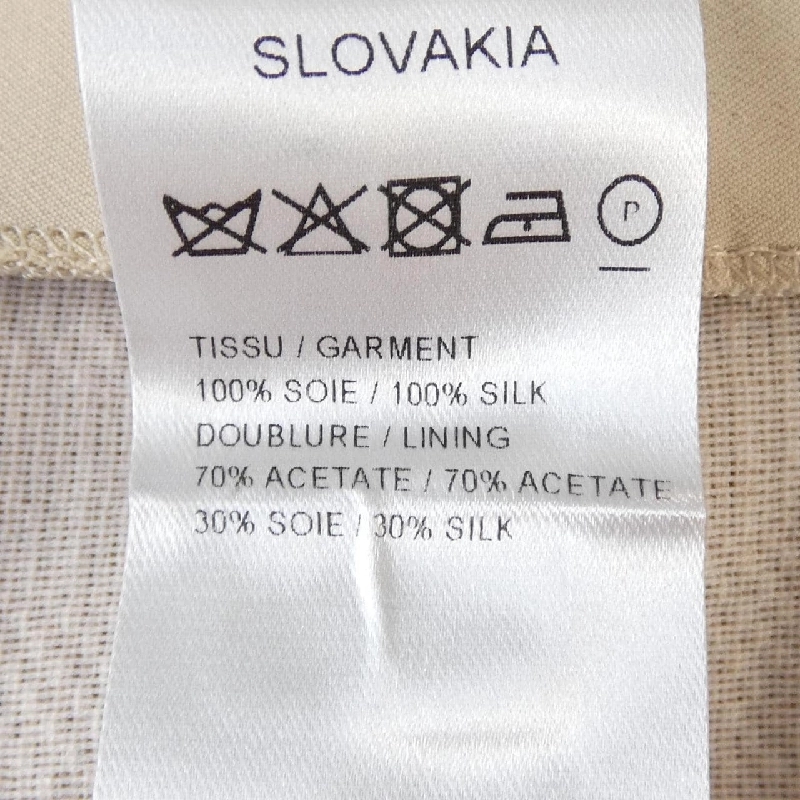 SLOVAKIA
P
TISSU / GARMENT
100% SOIE / 100% SILK
DOUBLURE / LINING
70% ACETATE / 70% ACETATE
30% SOIE / 30% SILK